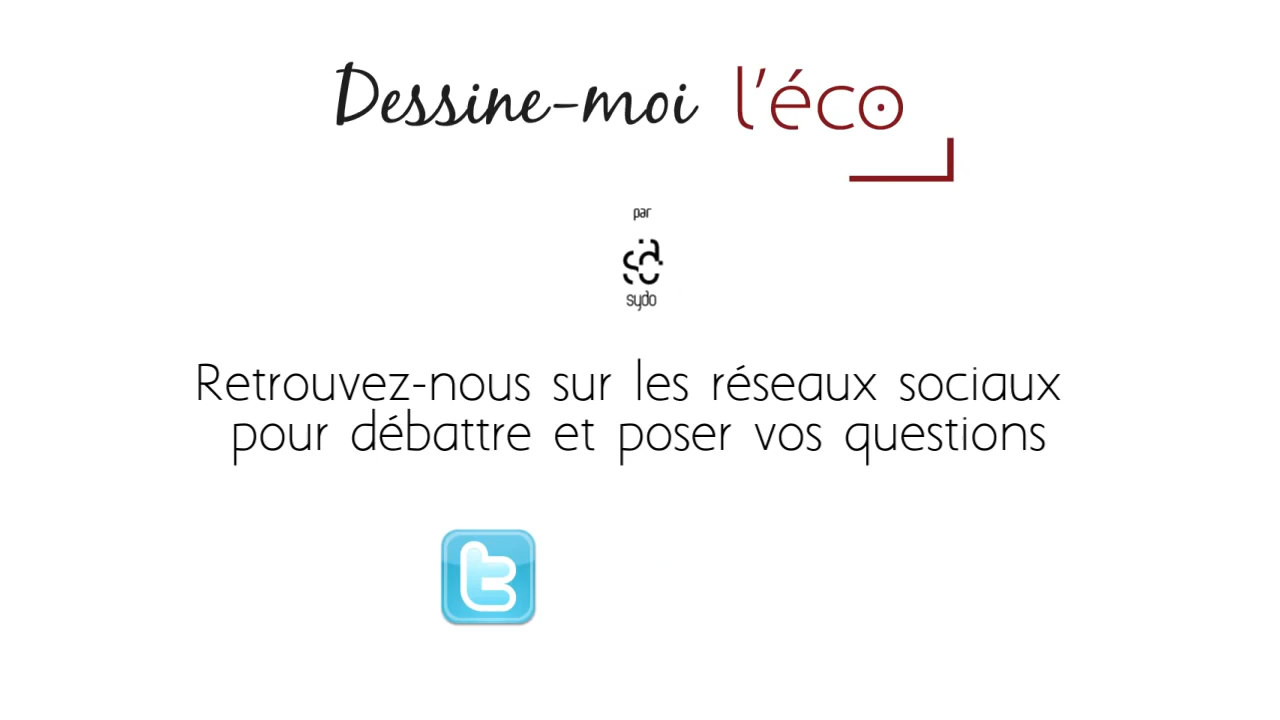 Dessine-moi l'éco
par
sydo
Retrouvez-nous sur les réseaux sociaux
pour débattre et poser vos questions
t